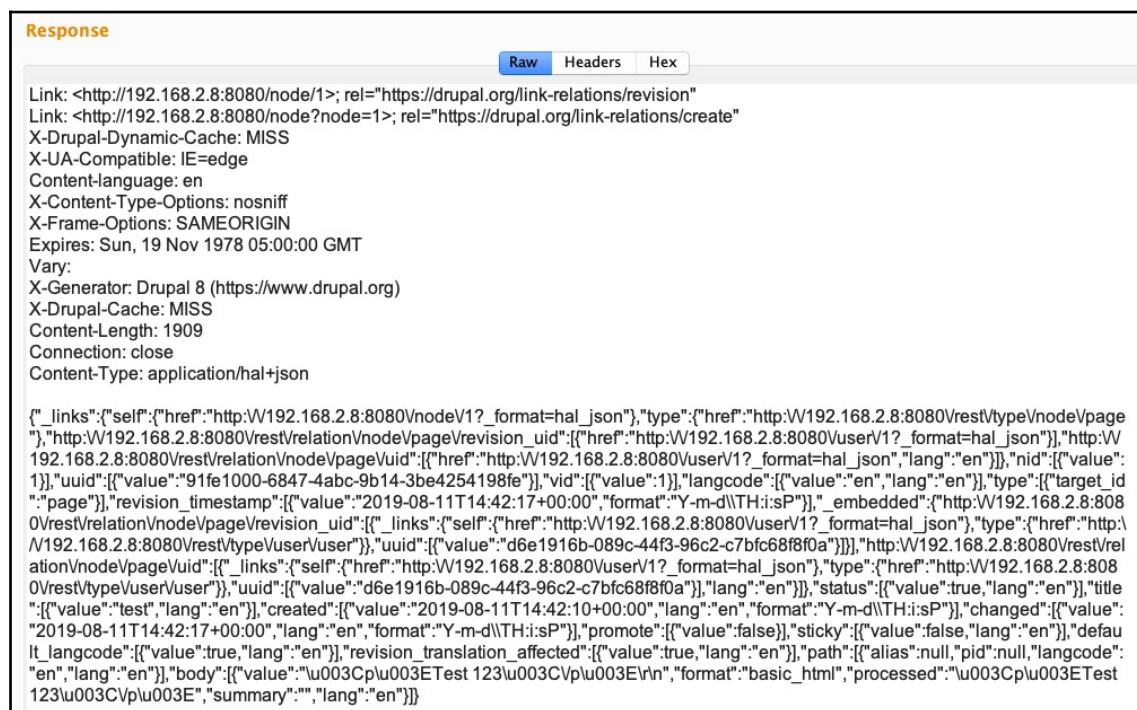 Response
Raw Headers Hex
Link: <http://192.168.2.8:8080/node/1>; rel="https://drupal.org/link-relations/revision"
Link: <http://192.168.2.8:8080/node?node=1>; rel="https://drupal.org/link-relations/create"
X-Drupal-Dynamic-Cache: MISS
X-UA-Compatible: IE=edge
Content-language: en
X-Content-Type-Options: nosniff
X-Frame-Options: SAMEORIGIN
Expires: Sun, 19 Nov 1978 05:00:00 GMT
Vary:
X-Generator: Drupal 8 (https://www.drupal.org)
X-Drupal-Cache: MISS
Content-Length: 1909
Connection: close
Content-Type: application/hal+json
{"_links":{"self":{"href":"http:\/\/192.168.2.8:8080\/node\/1?_format=hal_json"},"type":{"href":"http:\/\/192.168.2.8:8080\/rest\/type\/node\/page
"},"http:\/\/192.168.2.8:8080\/rest\/relation\/node\/page\/revision_uid":[{"href":"http:\/\/192.168.2.8:8080\/user\/1?_format=hal_json"}],"http:\/\/
192.168.2.8:8080\/rest\/relation\/node\/page\/uid":[{"href":"http:\/\/192.168.2.8:8080\/user\/1?_format=hal_json","lang":"en"}]},"nid":[{"value":
1}],"uuid":[{"value":"91fe1000-6847-4abc-9b14-3be4254198fe"}],"vid":[{"value":1}],"langcode":[{"value":"en","lang":"en"}],"type":[{"target_id
":"page"}],"revision_timestamp":[{"value":"2019-08-11T14:42:17+00:00","format":"Y-m-d\\TH:i:sP"}],"_embedded":{"http:\/\/192.168.2.8:808
0\/rest\/relation\/node\/page\/revision_uid":[{"_links":{"self":{"href":"http:\/\/192.168.2.8:8080\/user\/1?_format=hal_json"},"type":{"href":"http:\
/\/192.168.2.8:8080\/rest\/type\/user\/user"}},"uuid":[{"value":"d6e1916b-089c-44f3-96c2-c7bfc68f8f0a"}]}],"http:\/\/192.168.2.8:8080\/rest\/rel
ation\/node\/page\/uid":[{"_links":{"self":{"href":"http:\/\/192.168.2.8:8080\/user\/1?_format=hal_json"},"type":{"href":"http:\/\/192.168.2.8:808
0\/rest\/type\/user\/user"}},"uuid":[{"value":"d6e1916b-089c-44f3-96c2-c7bfc68f8f0a"}],"lang":"en"}]},"status":[{"value":true,"lang":"en"}],"title
":[{"value":"test","lang":"en"}],"created":[{"value":"2019-08-11T14:42:10+00:00","lang":"en","format":"Y-m-d\\TH:i:sP"}],"changed":[{"value":
"2019-08-11T14:42:17+00:00","lang":"en","format":"Y-m-d\\TH:i:sP"}],"promote":[{"value":false}],"sticky":[{"value":false,"lang":"en"}],"defau
lt_langcode":[{"value":true,"lang":"en"}],"revision_translation_affected":[{"value":true,"lang":"en"}],"path":[{"alias":null,"pid":null,"langcode":
"en","lang":"en"}],"body":[{"value":"\u003Cp\u003ETest 123\u003C\/p\u003E\r\n","format":"basic_html","processed":"\u003Cp\u003ETest
123\u003C\/p\u003E","summary":"","lang":"en"}]}